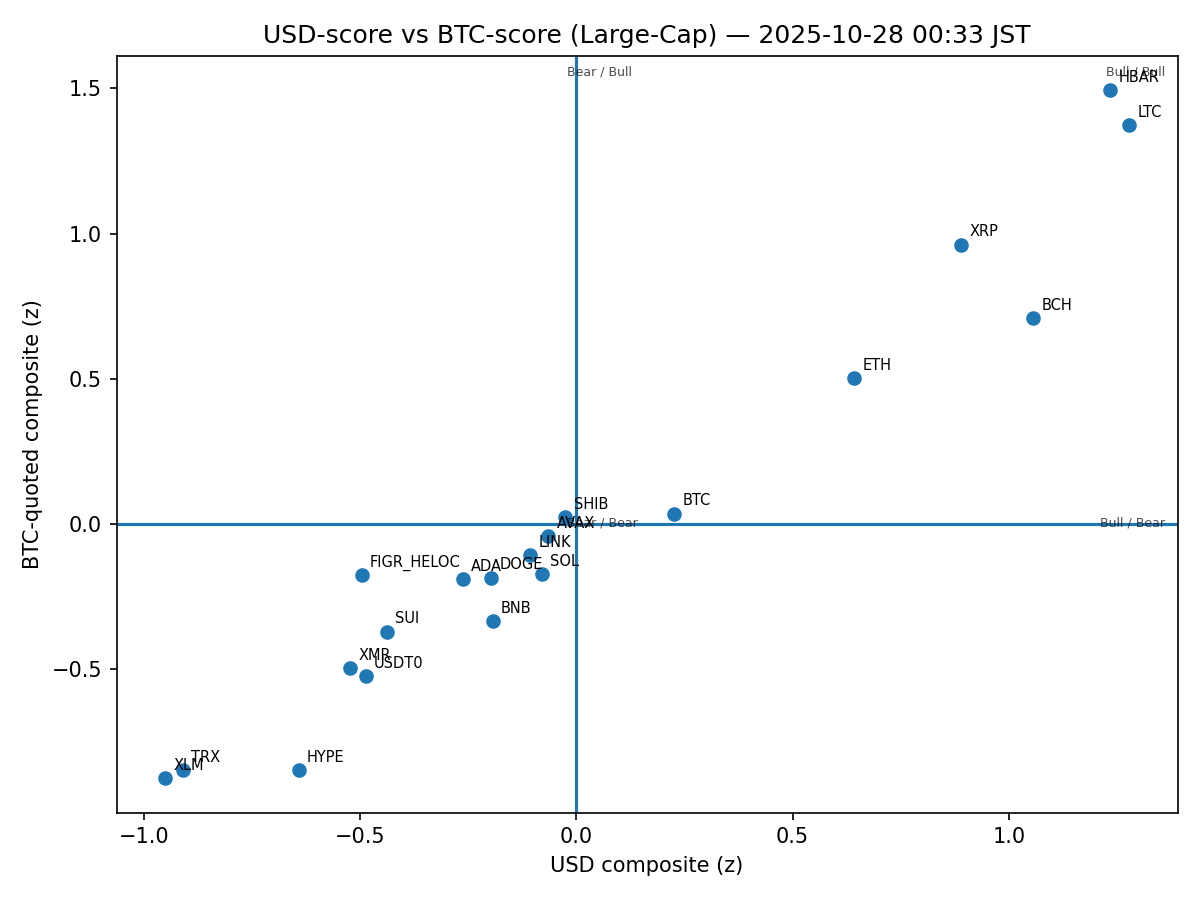 USD-score vs BTC-score (Large-Cap) — 2025-10-28 00:33 JST
Bear / Bull
Bull / Bull
HBAR
LTC
XRP
BCH
ETH
BTC
SHIB
AVAX
Bear / Bear
Bull / Bear
LINK
SOL
DOGE
ADA
FIGR_HELOC
BNB
SUI
XMR
USDT0
TRX
XLM
HYPE
1.5
1.0
0.5
0.0
−0.5
−1.0
−0.5
0.0
0.5
1.0
USD composite (z)
BTC-quoted composite (z)